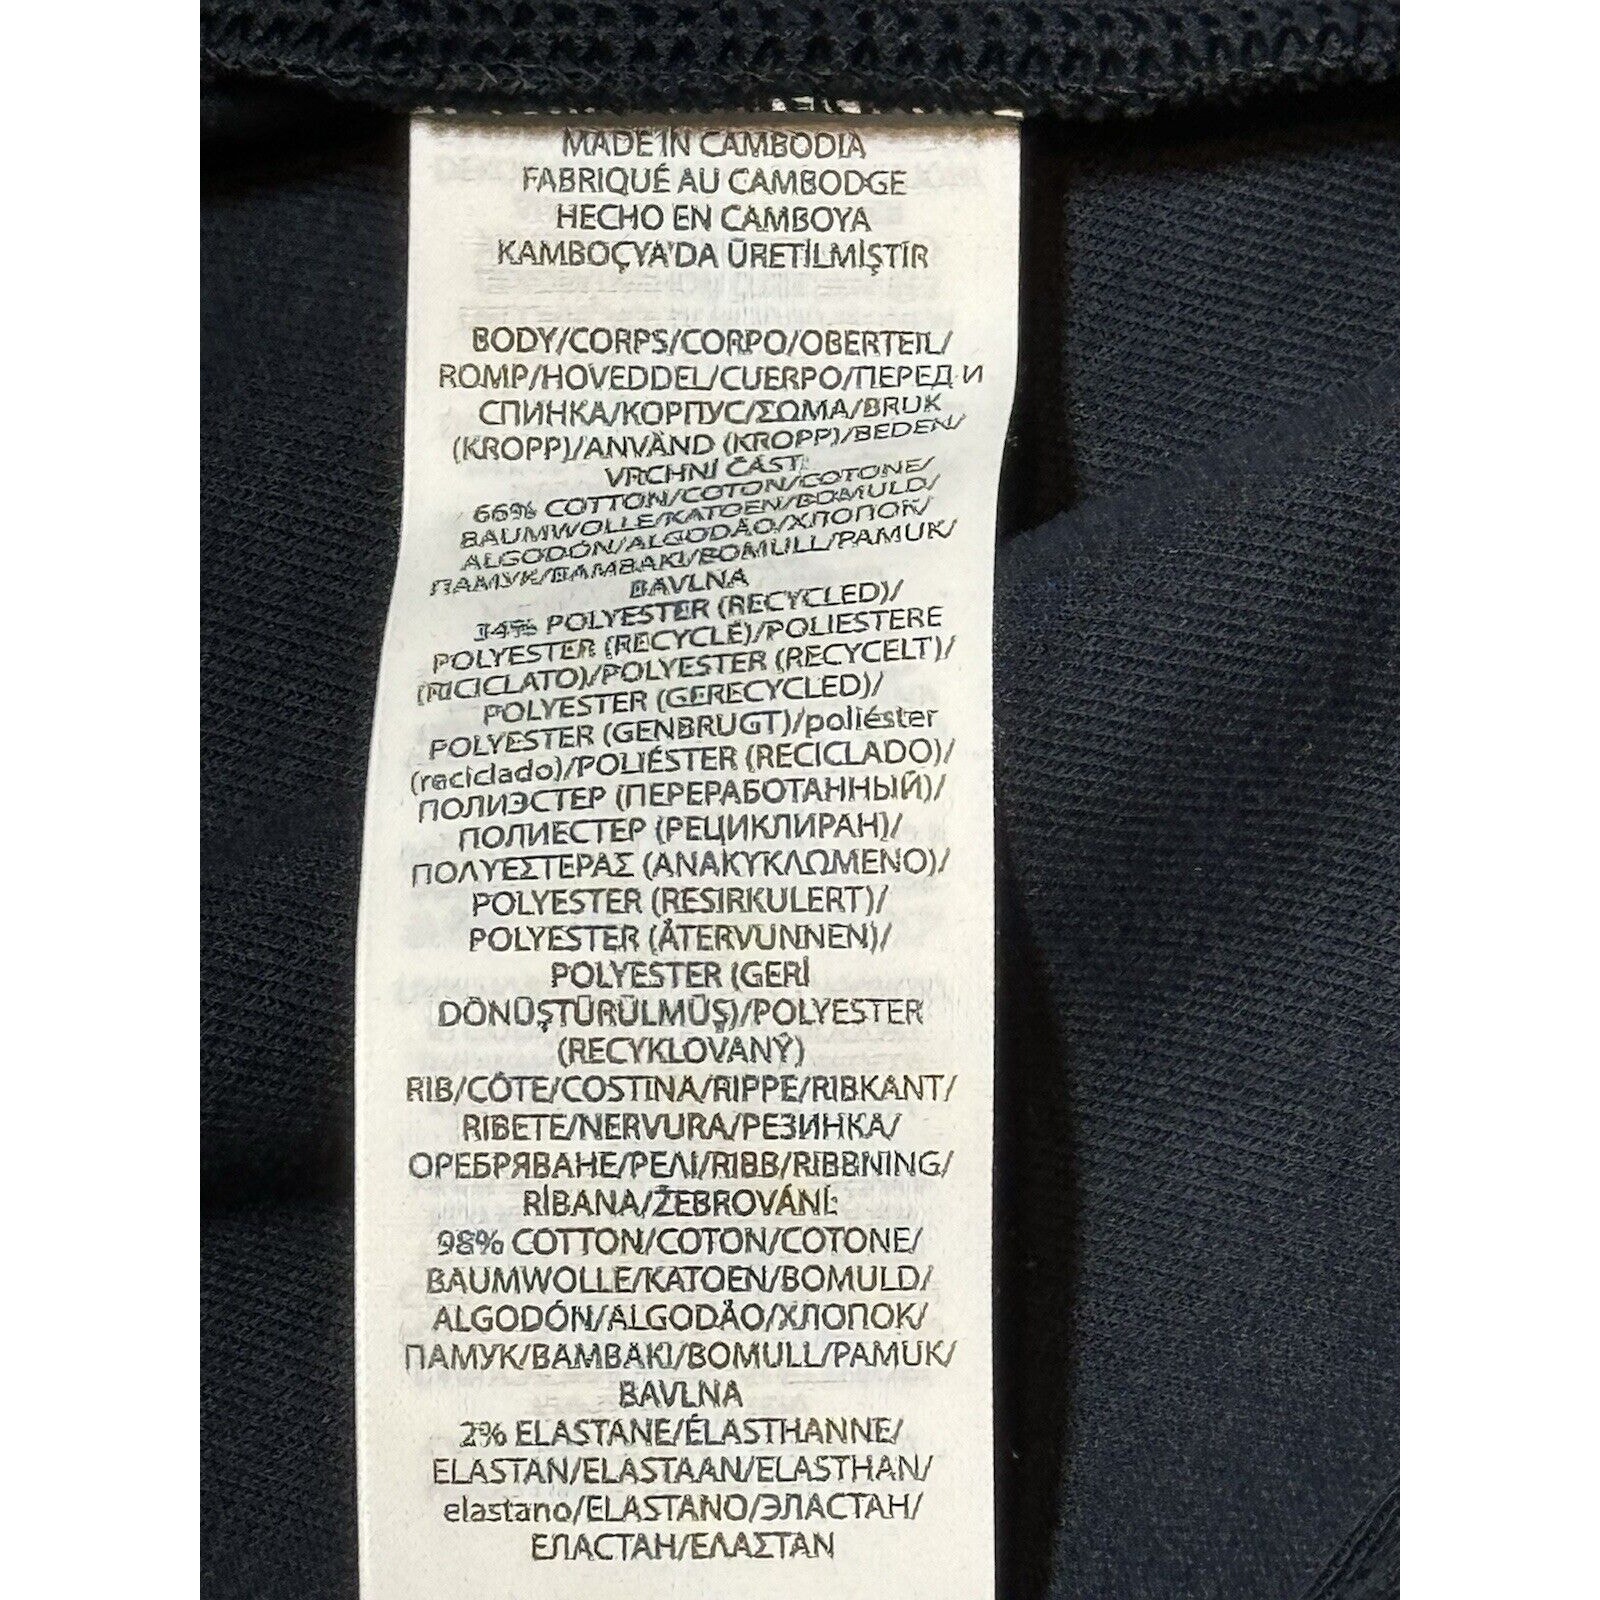 MADE IN CAMBODIA
FABRIQUÉ AU CAMBODGE
HECHO EN CAMBOYA
KAMBOÇYA'DA ÜRETİLMİŞTİR
BODY/CORPS/CORPO/OBERTEIL/
ROMP/HOVEDDEL/CUERPO/ПЕРЕД И
СПИНКА/КОРПУС/ΣΩΜΑ/BRUK
(KROPP)/ANVÄND (KROPP)/BEDEN/
VRCHNÍ ČÁST:
66% COTTON/COTON/COTONE/
BAUMWOLLE/KATOEN/BOMULD/
ALGODÓN/ALGODÃO/ХЛОПОК/
ПАМУК/BAMBAKI/BOMULL/PAMUK/
BAVLNA
POLYESTER (RECYCLED)/
POLYESTER (RECYCLÉ)/POLIESTERE
(RICICLATO)/POLYESTER (RECYCELT)/
POLYESTER (GERECYCLED)/
POLYESTER (GENBRUGT)/poliéster
(reciclado)/POLIÉSTER (RECICLADO)/
ПОЛИЭСТЕР (ПЕРЕРАБОТАННЫЙ)/
ПОЛИЕСТЕР (РЕЦИКЛИРАН)/
ΠΟΛΥΕΣΤΕΡΑΣ (ΑΝΑΚΥΚΛΩΜΕΝΟ)/
POLYESTER (RESIRKULERT)/
POLYESTER (ÅTERVUNNEN)/
POLYESTER (GERİ
DÖNÜŞTÜRÜLMÜŞ)/POLYESTER
(RECYKLOVANÝ)
RIB/CÔTE/COSTINA/RIPPE/RIBKANT/
RIBETE/NERVURA/РЕЗИНКА/
ОРЕБРЯВАНЕ/ΡΕΛΙ/RIBB/RIBBNING/
RİBANA/ŽEBROVÁNÍ:
98% COTTON/COTON/COTONE/
BAUMWOLLE/KATOEN/BOMULD/
ALGODÓN/ALGODÃO/ХЛОПОК/
ПАМУК/BAMBAKI/BOMULL/PAMUK/
BAVLNA
2% ELASTANE/ÉLASTHANNE/
ELASTAN/ELASTAAN/ELASTHAN/
elastano/ELASTANO/ЭЛАСТАН/
ЕЛАСТАН/ΕΛΑΣΤΑΝ